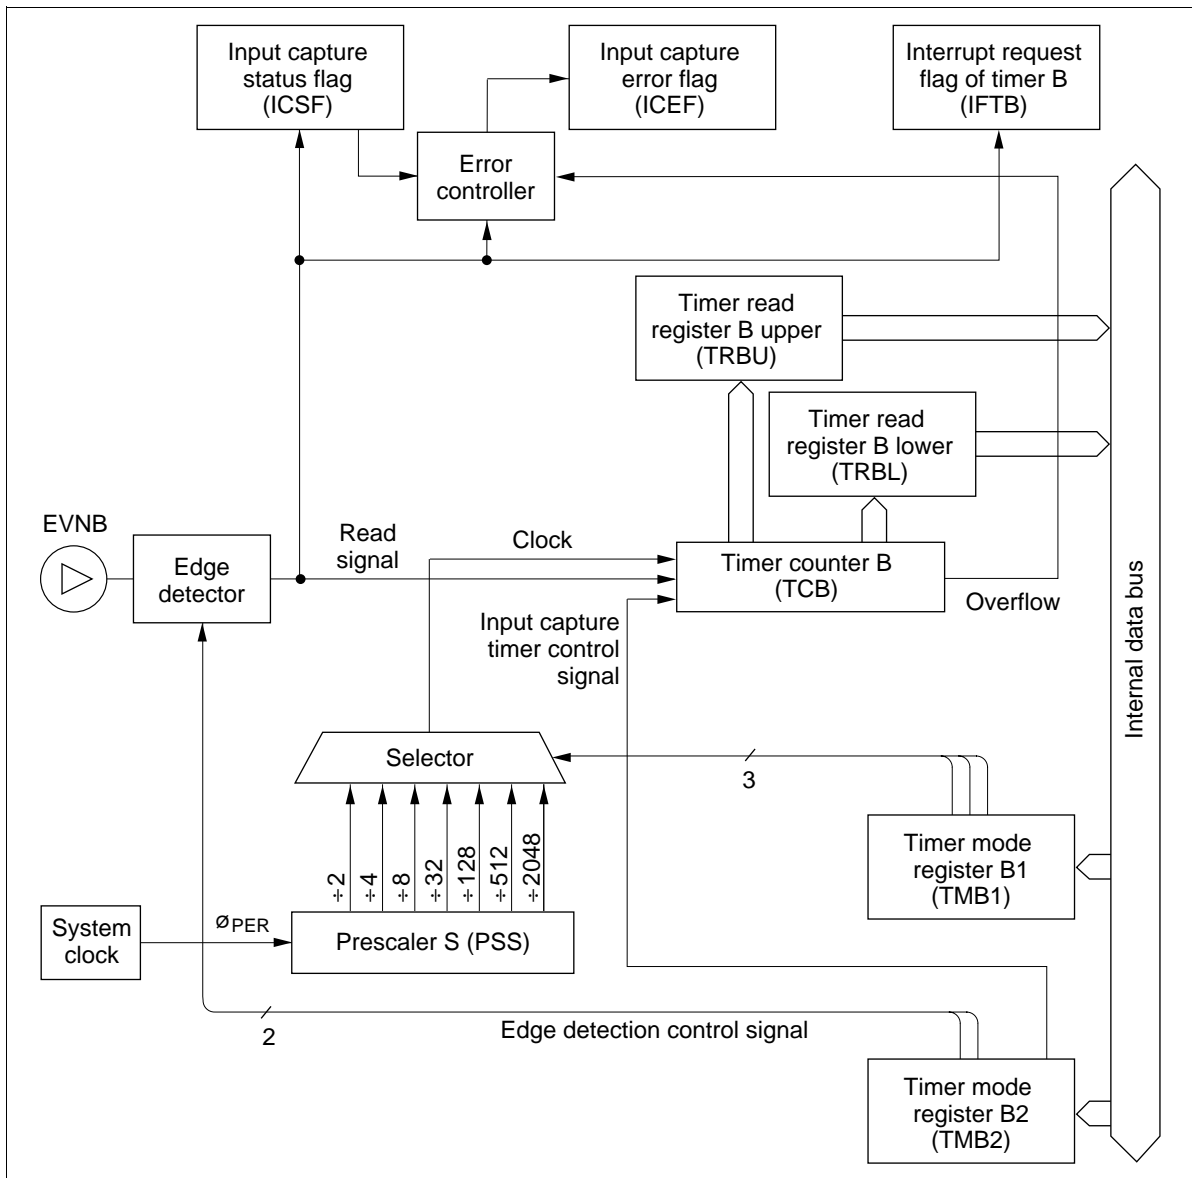 Input capture
status flag
(ICSF)
Input capture
error flag
(ICEF)
Interrupt request
flag of timer B
(IFTB)
Error
controller
Timer read
register B upper
(TRBU)
Timer read
register B lower
(TRBL)
EVNB
Edge
detector
Read
signal
Clock
Timer counter B
(TCB)
Overflow
Input capture
timer control
signal
Internal data bus
Selector
3
÷2
÷4
÷8
÷32
÷128
÷512
÷2048
Timer mode
register B1
(TMB1)
System
clock
øPER
Prescaler S (PSS)
2
Edge detection control signal
Timer mode
register B2
(TMB2)